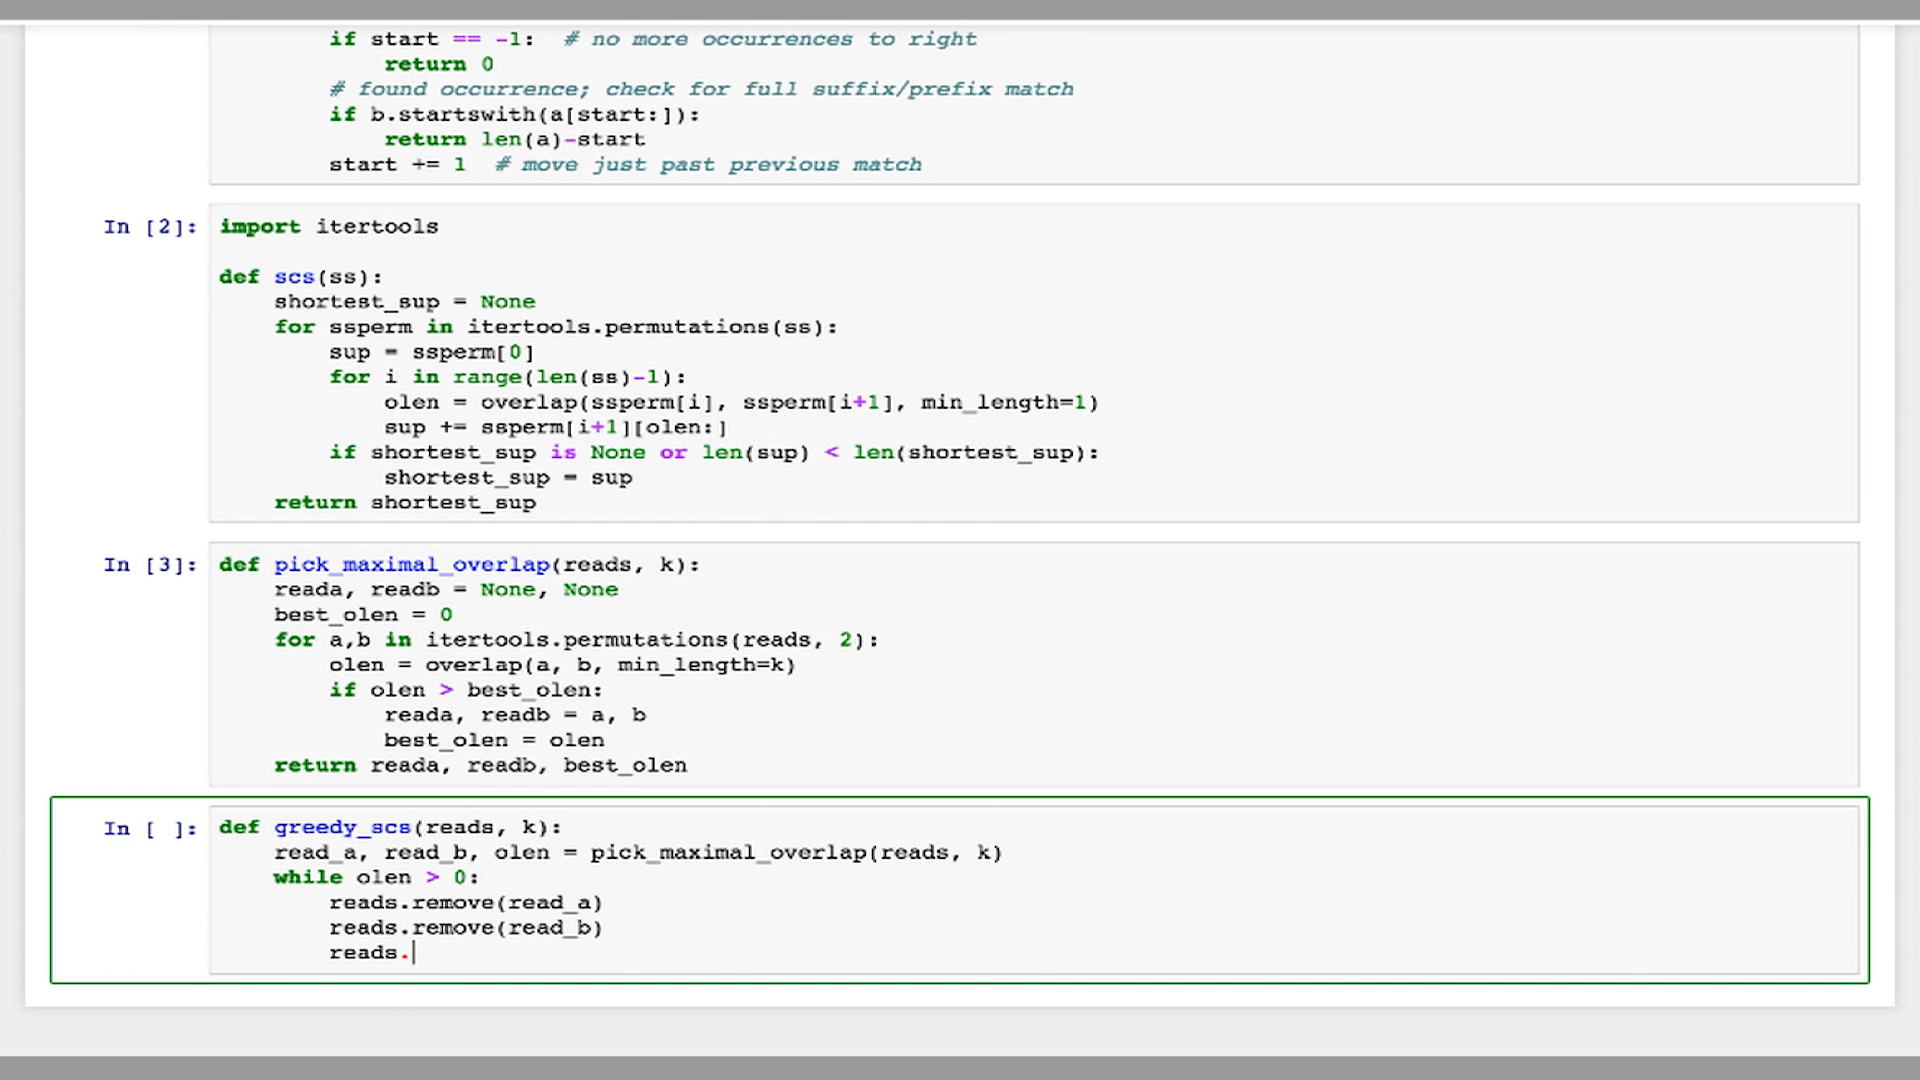 if start == -1:  # no more occurrences to right
return 0
# found occurrence; check for full suffix/prefix match
if b.startswith(a[start:]):
return len(a)-start
start += 1  # move just past previous match
In [2]: import itertools
def scs(ss):
shortest_sup = None
for ssperm in itertools.permutations(ss):
sup = ssperm[0]
for i in range(len(ss)-1):
olen = overlap(ssperm[i], ssperm[i+1], min_length=1)
sup += ssperm[i+1][olen:]
if shortest_sup is None or len(sup) < len(shortest_sup):
shortest_sup = sup
return shortest_sup
In [3]: def pick_maximal_overlap(reads, k):
reada, readb = None, None
best_olen = 0
for a,b in itertools.permutations(reads, 2):
olen = overlap(a, b, min_length=k)
if olen > best_olen:
reada, readb = a, b
best_olen = olen
return reada, readb, best_olen
In [ ]: def greedy_scs(reads, k):
read_a, read_b, olen = pick_maximal_overlap(reads, k)
while olen > 0:
reads.remove(read_a)
reads.remove(read_b)
reads.